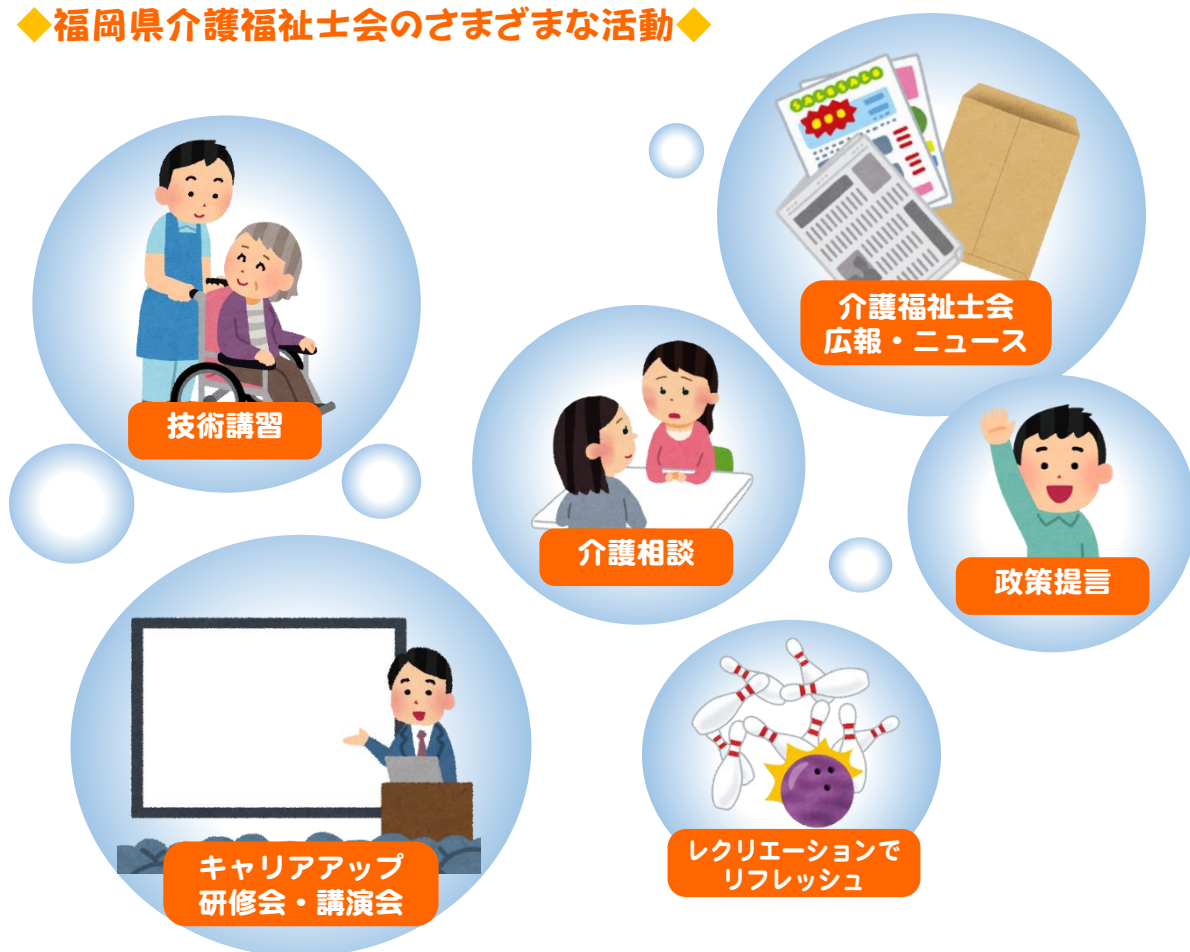 ◆福岡県介護福祉士会のさまざまな活動◆
SALESALE
介護福祉士会
広報・ニュース
技術講習
介護相談
政策提言
キャリアアップ
研修会・講演会
レクリエーションで
リフレッシュ